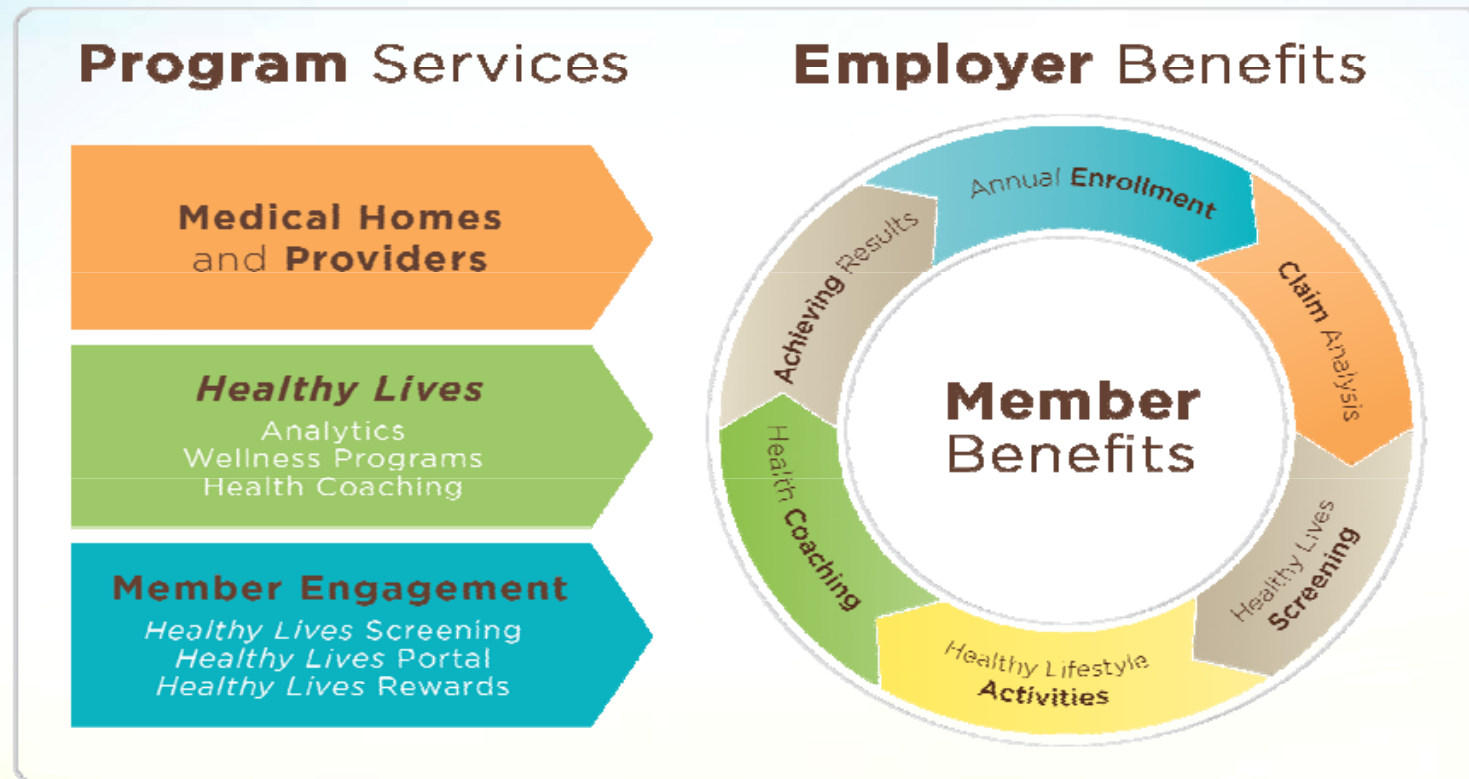 Program Services
Medical Homes
and Providers
Healthy Lives
Analytics
Wellness Programs
Health Coaching
Member Engagement
Healthy Lives Screening
Healthy Lives Portal
Healthy Lives Rewards
Employer Benefits
Annual Enrollment
Claim Analysis
Healthy Lives
Screening
Healthy Lifestyle
Activities
Health Coaching
Achieving Results
Member
Benefits